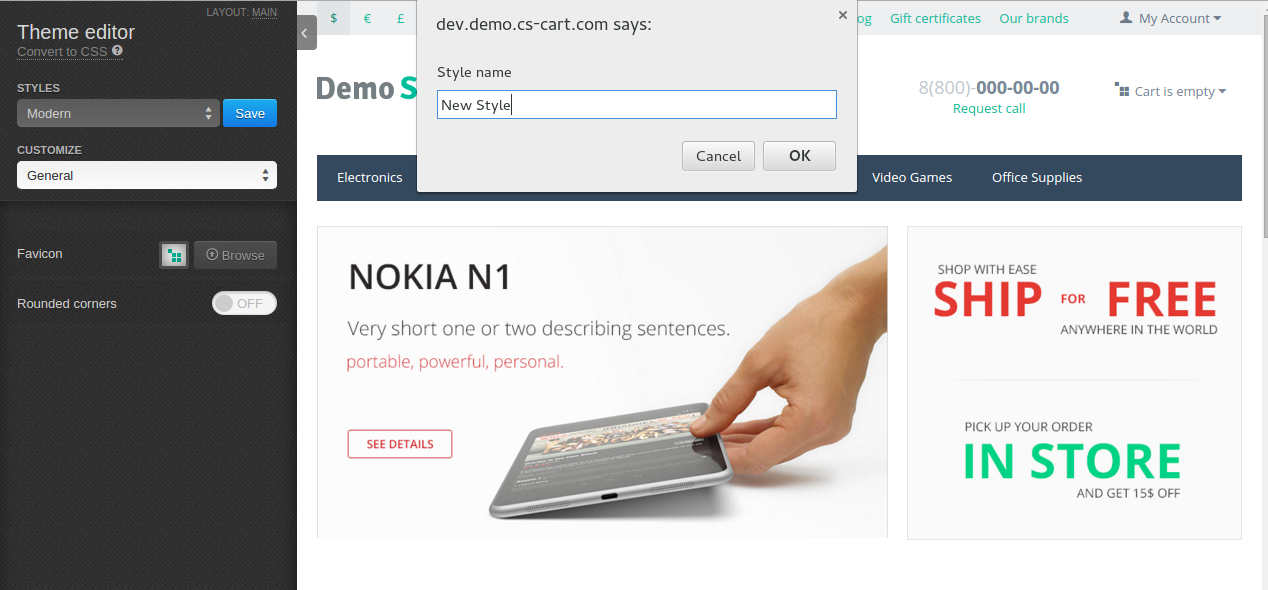 LAYOUT: MAIN
Theme editor
Convert to CSS ?
STYLES
Modern
Save
CUSTOMIZE
General
Favicon
Browse
Rounded corners
OFF
$ € £
Gift certificates
Our brands
My Account
dev.demo.cs-cart.com says:
Style name
New Style
Cancel
OK
Demo S
8(800)-000-00-00
Request call
Cart is empty
Electronics
Video Games
Office Supplies
NOKIA N1
Very short one or two describing sentences.
portable, powerful, personal.
SEE DETAILS
SHOP WITH EASE
SHIP FOR FREE
ANYWHERE IN THE WORLD
PICK UP YOUR ORDER
IN STORE
AND GET 15$ OFF